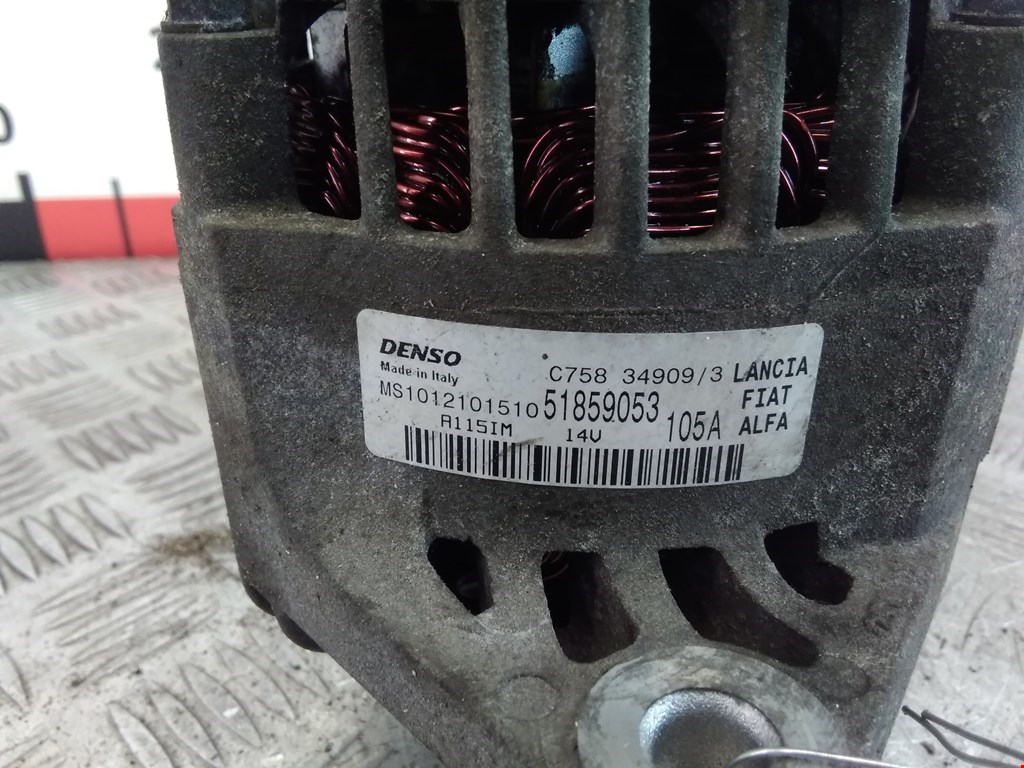 DENSO
Made in Italy
C758 34909/3 LANCIA
MS1012101510 51859053 FIAT
A115IM 14V 105A ALFA